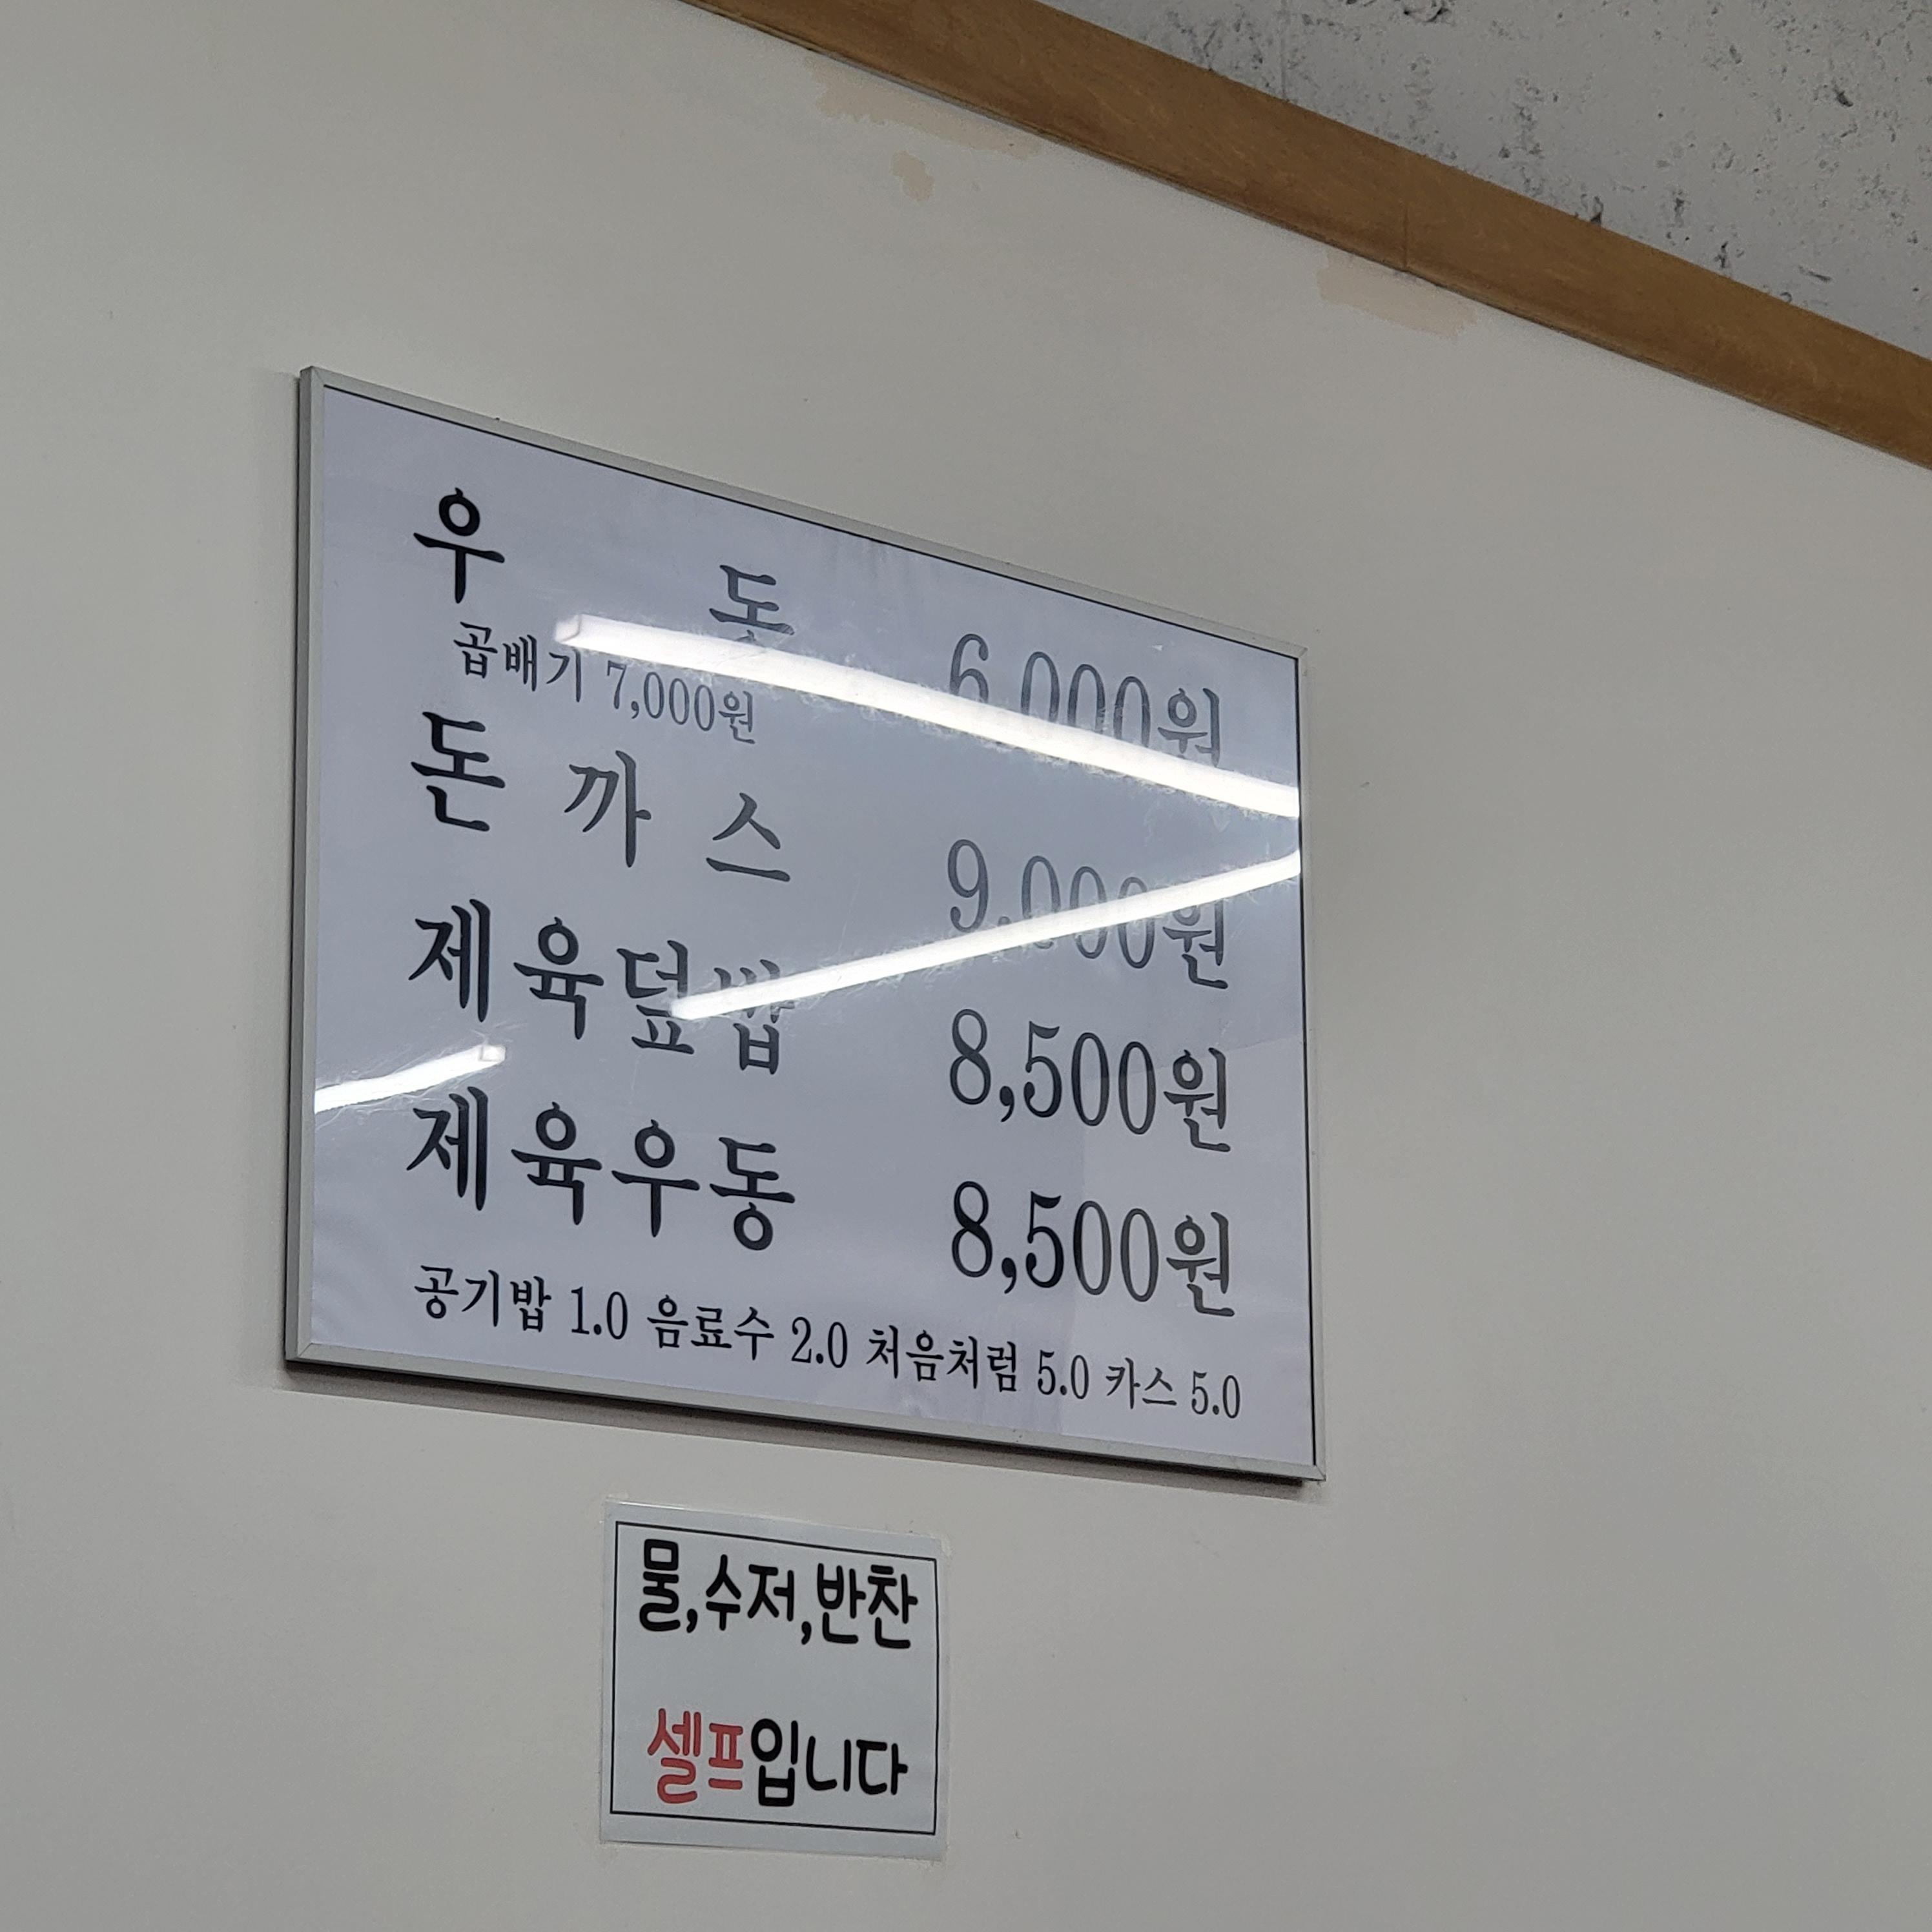 우 동 6,000원
곱배기 7,000원
돈 까 스 9,000원
제육덮밥 8,500원
제육우동 8,500원
공기밥 1.0 음료수 2.0 처음처럼 5.0 카스 5.0
물,수저,반찬
셀프입니다